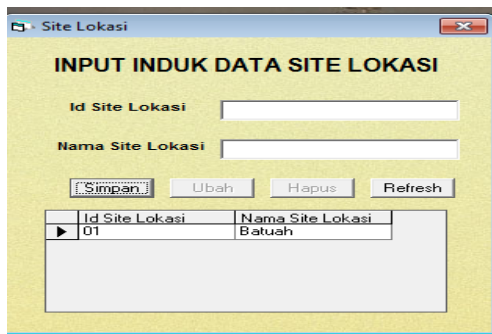 Site Lokasi
INPUT INDUK DATA SITE LOKASI
Id Site Lokasi
Nama Site Lokasi
Simpan Ubah Hapus Refresh
Id Site Lokasi Nama Site Lokasi
01 Batuah